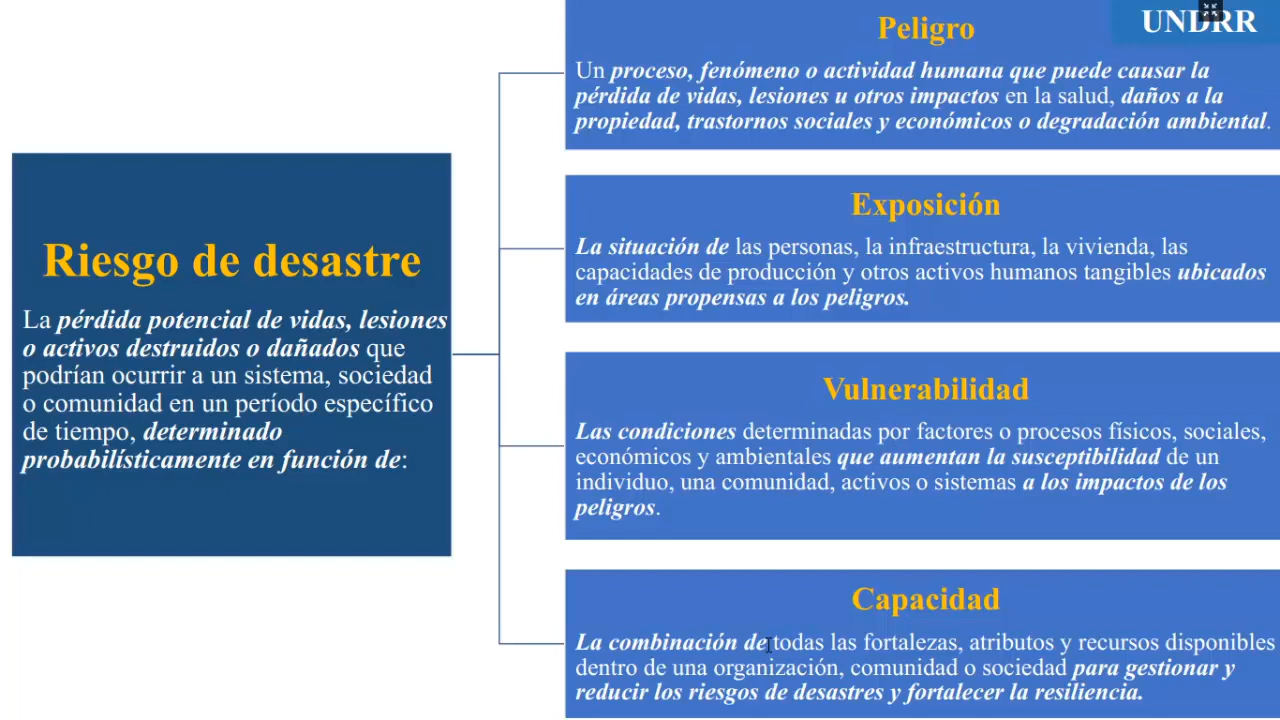 UNDRR
Riesgo de desastre
La pérdida potencial de vidas, lesiones
o activos destruidos o dañados que
podrían ocurrir a un sistema, sociedad
o comunidad en un período específico
de tiempo, determinado
probabilísticamente en función de:
Peligro
Un proceso, fenómeno o actividad humana que puede causar la
pérdida de vidas, lesiones u otros impactos en la salud, daños a la
propiedad, trastornos sociales y económicos o degradación ambiental.
Exposición
La situación de las personas, la infraestructura, la vivienda, las
capacidades de producción y otros activos humanos tangibles ubicados
en áreas propensas a los peligros.
Vulnerabilidad
Las condiciones determinadas por factores o procesos físicos, sociales,
económicos y ambientales que aumentan la susceptibilidad de un
individuo, una comunidad, activos o sistemas a los impactos de los
peligros.
Capacidad
La combinación de todas las fortalezas, atributos y recursos disponibles
dentro de una organización, comunidad o sociedad para gestionar y
reducir los riesgos de desastres y fortalecer la resiliencia.